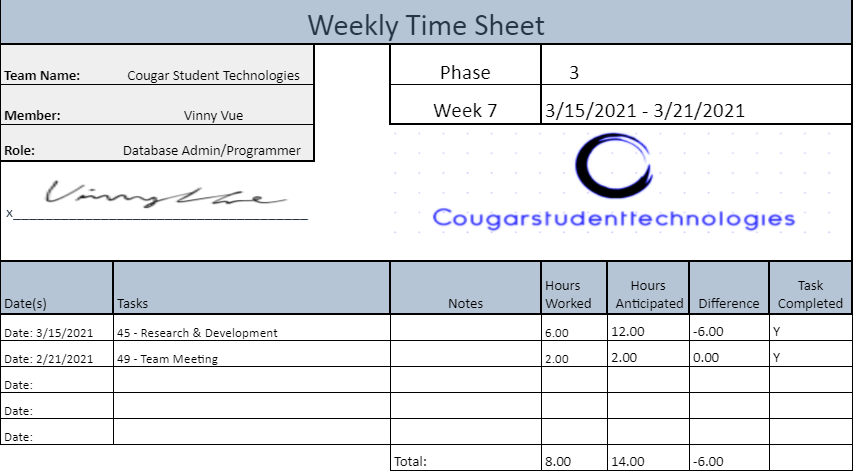 Weekly Time Sheet
Team Name: Cougar Student Technologies
Member: Vinny Vue
Role: Database Admin/Programmer
Phase 3
Week 7 3/15/2021 - 3/21/2021
Vinny Vue
x
Cougarstudenttechnologies
Date(s) Tasks Notes Hours Worked Hours Anticipated Difference Task Completed
Date: 3/15/2021 45 - Research & Development 6.00 12.00 -6.00 Y
Date: 2/21/2021 49 - Team Meeting 2.00 2.00 0.00 Y
Date:
Date:
Date:
Total: 8.00 14.00 -6.00